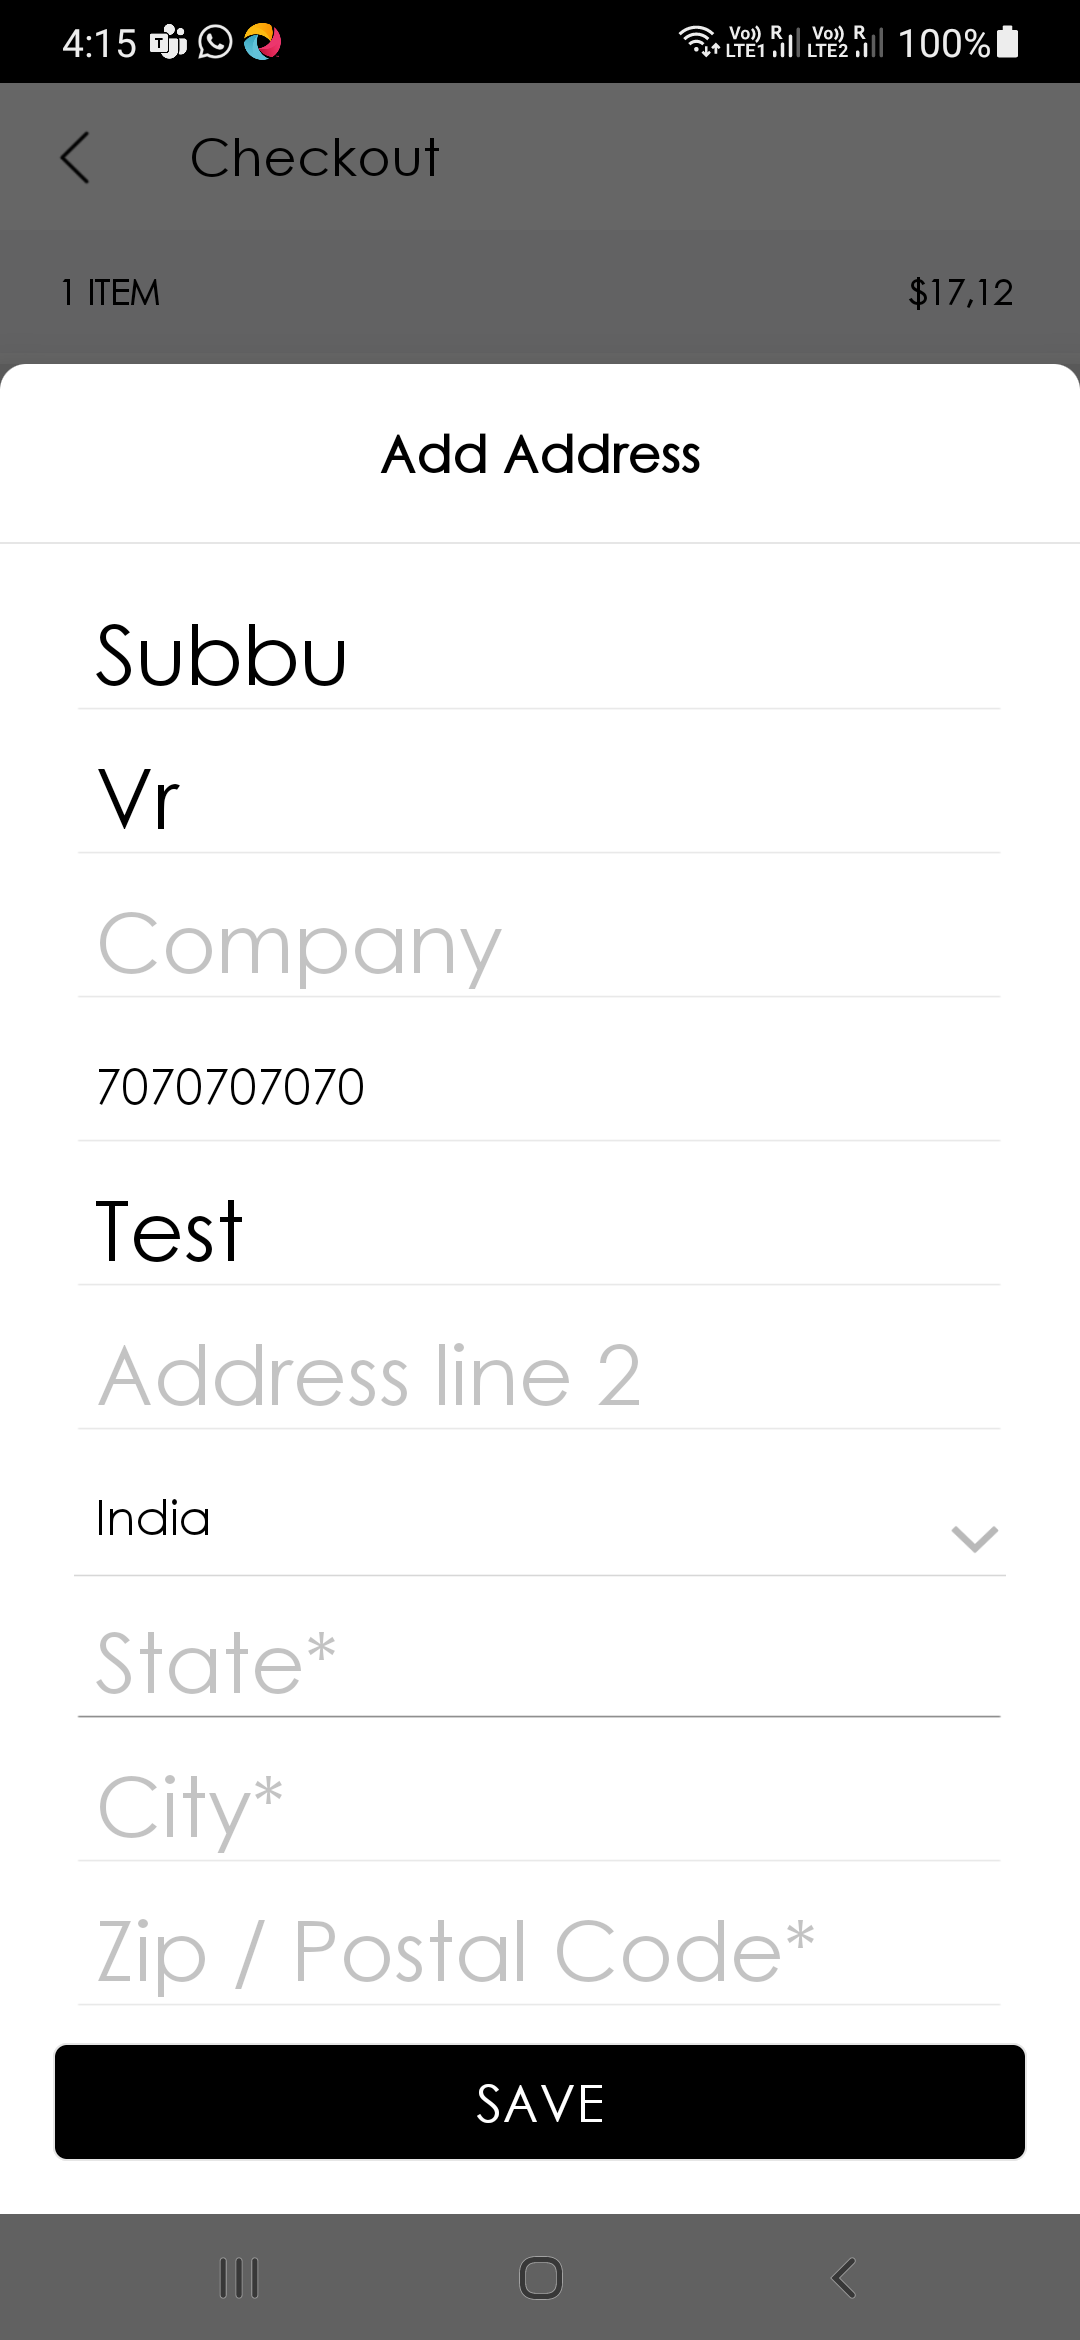 4:15 Vo)) R Vo)) R 100%
LTE1 LTE2
Checkout
1 ITEM $17,12
Add Address
Subbu
Vr
Company
7070707070
Test
Address line 2
India
State*
City*
Zip / Postal Code*
SAVE